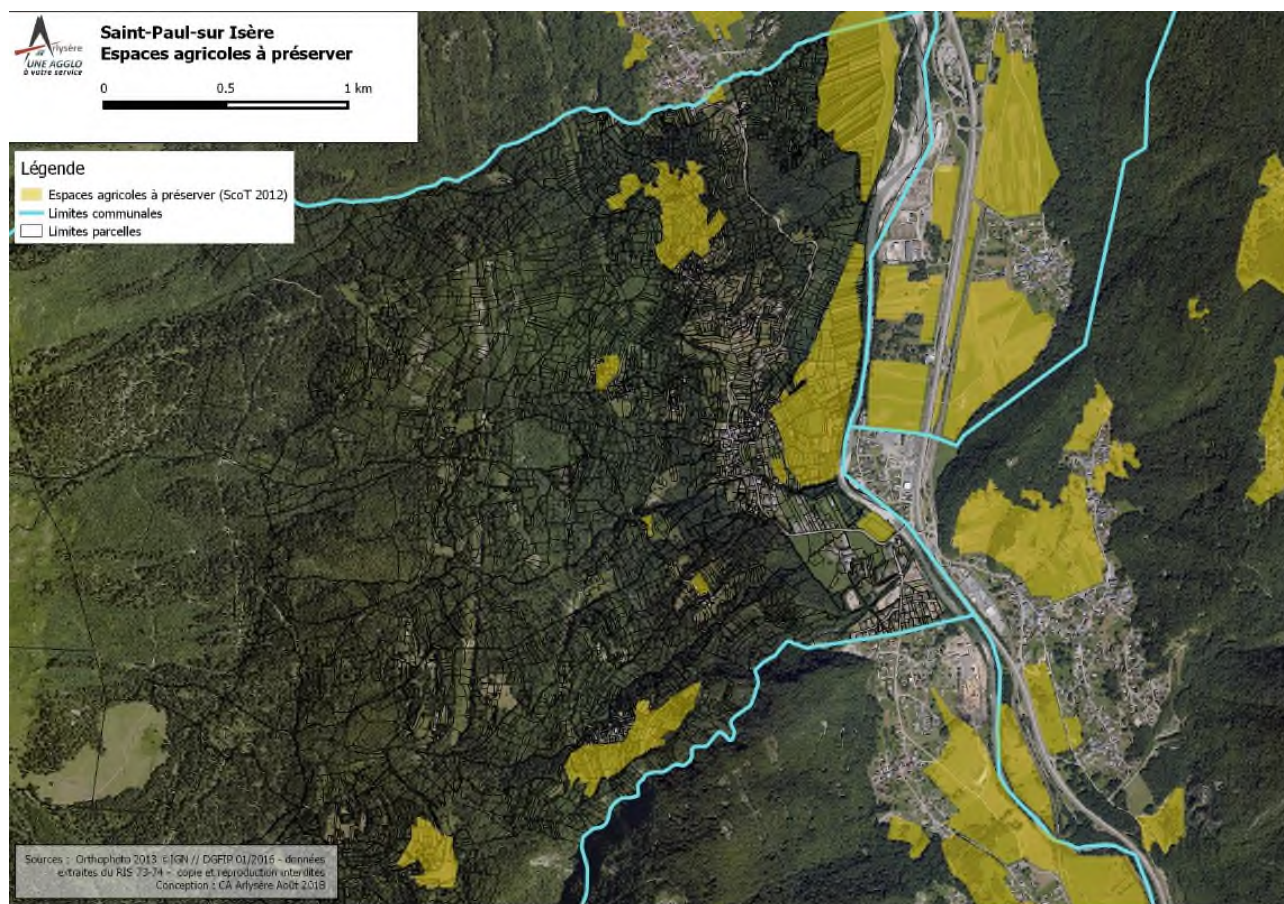 Arlysère
UNE AGGLO
à votre service
Saint-Paul-sur Isère
Espaces agricoles à préserver
0 0.5 1 km
Légende
Espaces agricoles à préserver (ScoT 2012)
Limites communales
Limites parcelles
Sources : Orthophoto 2013 ©IGN // DGFIP 01/2016 - données
extraites du RIS 73-74 - copie et reproduction interdites
Conception : CA Arlysère Août 2018